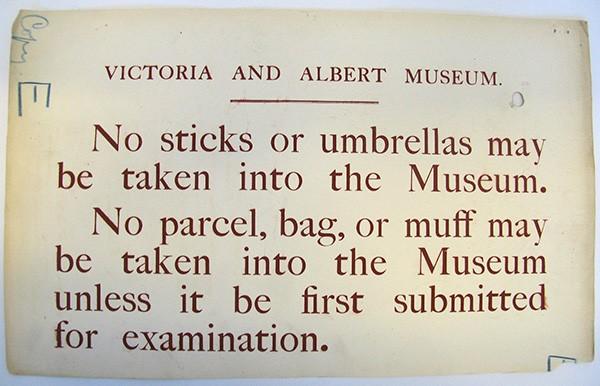 Copy E
VICTORIA AND ALBERT MUSEUM.
No sticks or umbrellas may
be taken into the Museum.
No parcel, bag, or muff may
be taken into the Museum
unless it be first submitted
for examination.